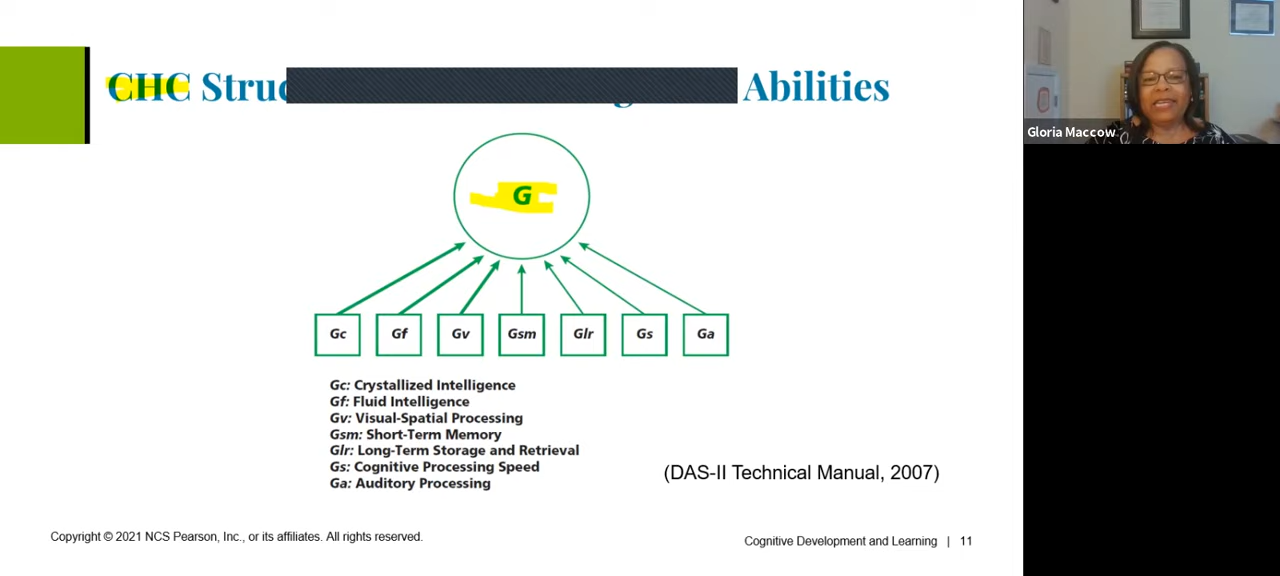 CHC Abilities
Gloria Maccow
G
Gc Gf Gv Gsm Glr Gs Ga
Gc: Crystallized Intelligence
Gf: Fluid Intelligence
Gv: Visual-Spatial Processing
Gsm: Short-Term Memory
Glr: Long-Term Storage and Retrieval
Gs: Cognitive Processing Speed
Ga: Auditory Processing
(DAS-II Technical Manual, 2007)
Copyright © 2021 NCS Pearson, Inc., or its affiliates. All rights reserved.
Cognitive Development and Learning | 11